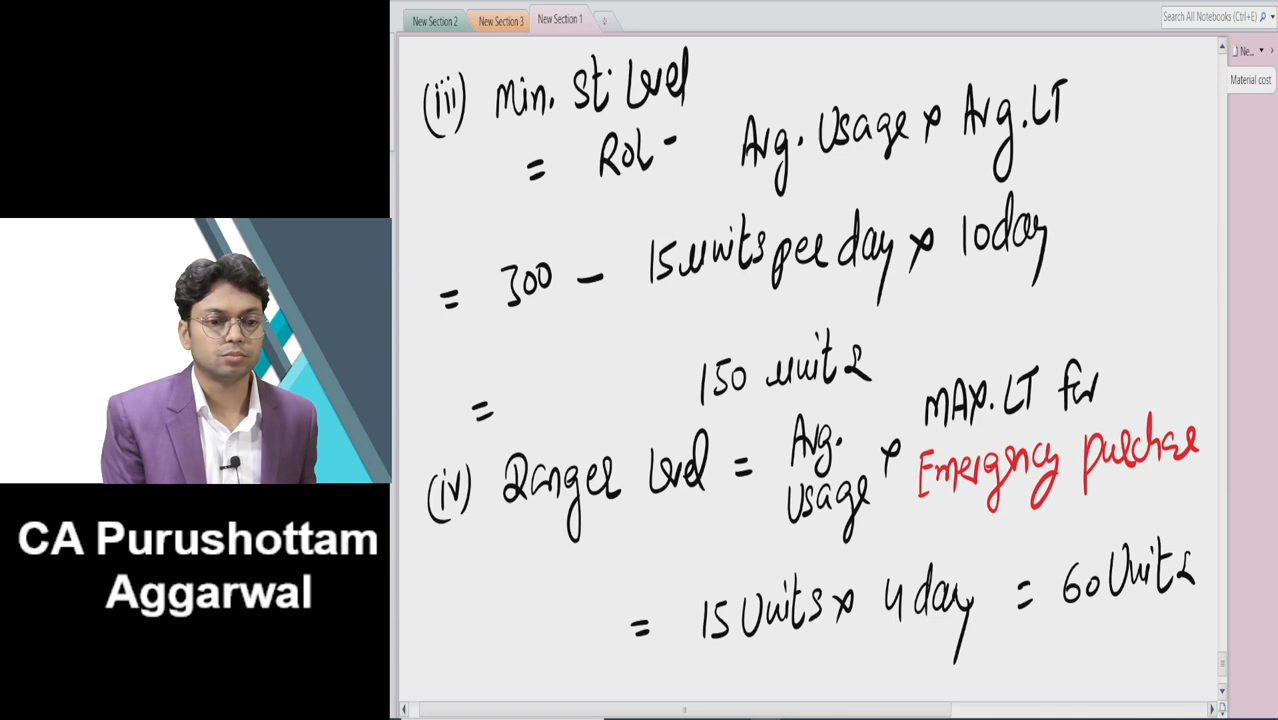 New Section 2
New Section 3
New Section 1
Search All Notebooks (Ctrl+E)
Ne...
Material cost
(iii) Min. St. Level
= ROL - Avg. Usage × Avg. LT
= 300 - 15 units per day × 10 day
= 150 units
(iv) Danger Level = Avg. Usage × MAX. LT for
Emergency purchase
= 15 Units × 4 day = 60 Units
CA Purushottam
Aggarwal